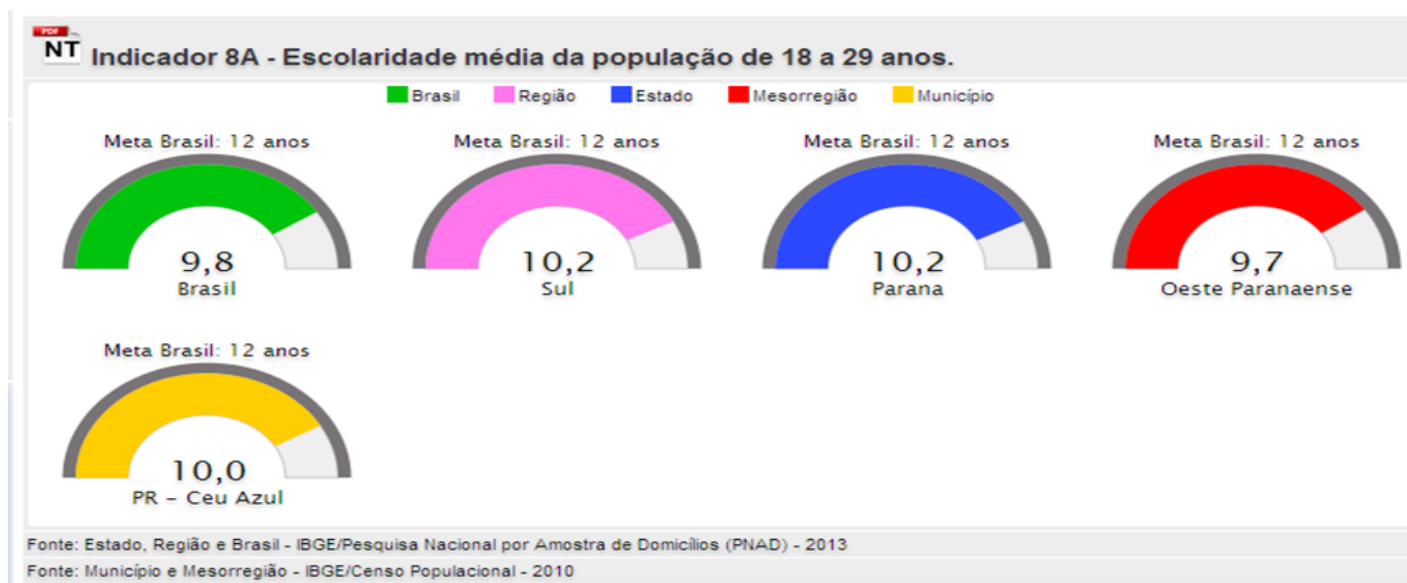 PDF
NT Indicador 8A - Escolaridade média da população de 18 a 29 anos.
Brasil Região Estado Mesorregião Município
Meta Brasil: 12 anos Meta Brasil: 12 anos Meta Brasil: 12 anos Meta Brasil: 12 anos
9,8 10,2 10,2 9,7
Brasil Sul Parana Oeste Paranaense
Meta Brasil: 12 anos
10,0
PR – Ceu Azul
Fonte: Estado, Região e Brasil - IBGE/Pesquisa Nacional por Amostra de Domicílios (PNAD) - 2013
Fonte: Município e Mesorregião - IBGE/Censo Populacional - 2010